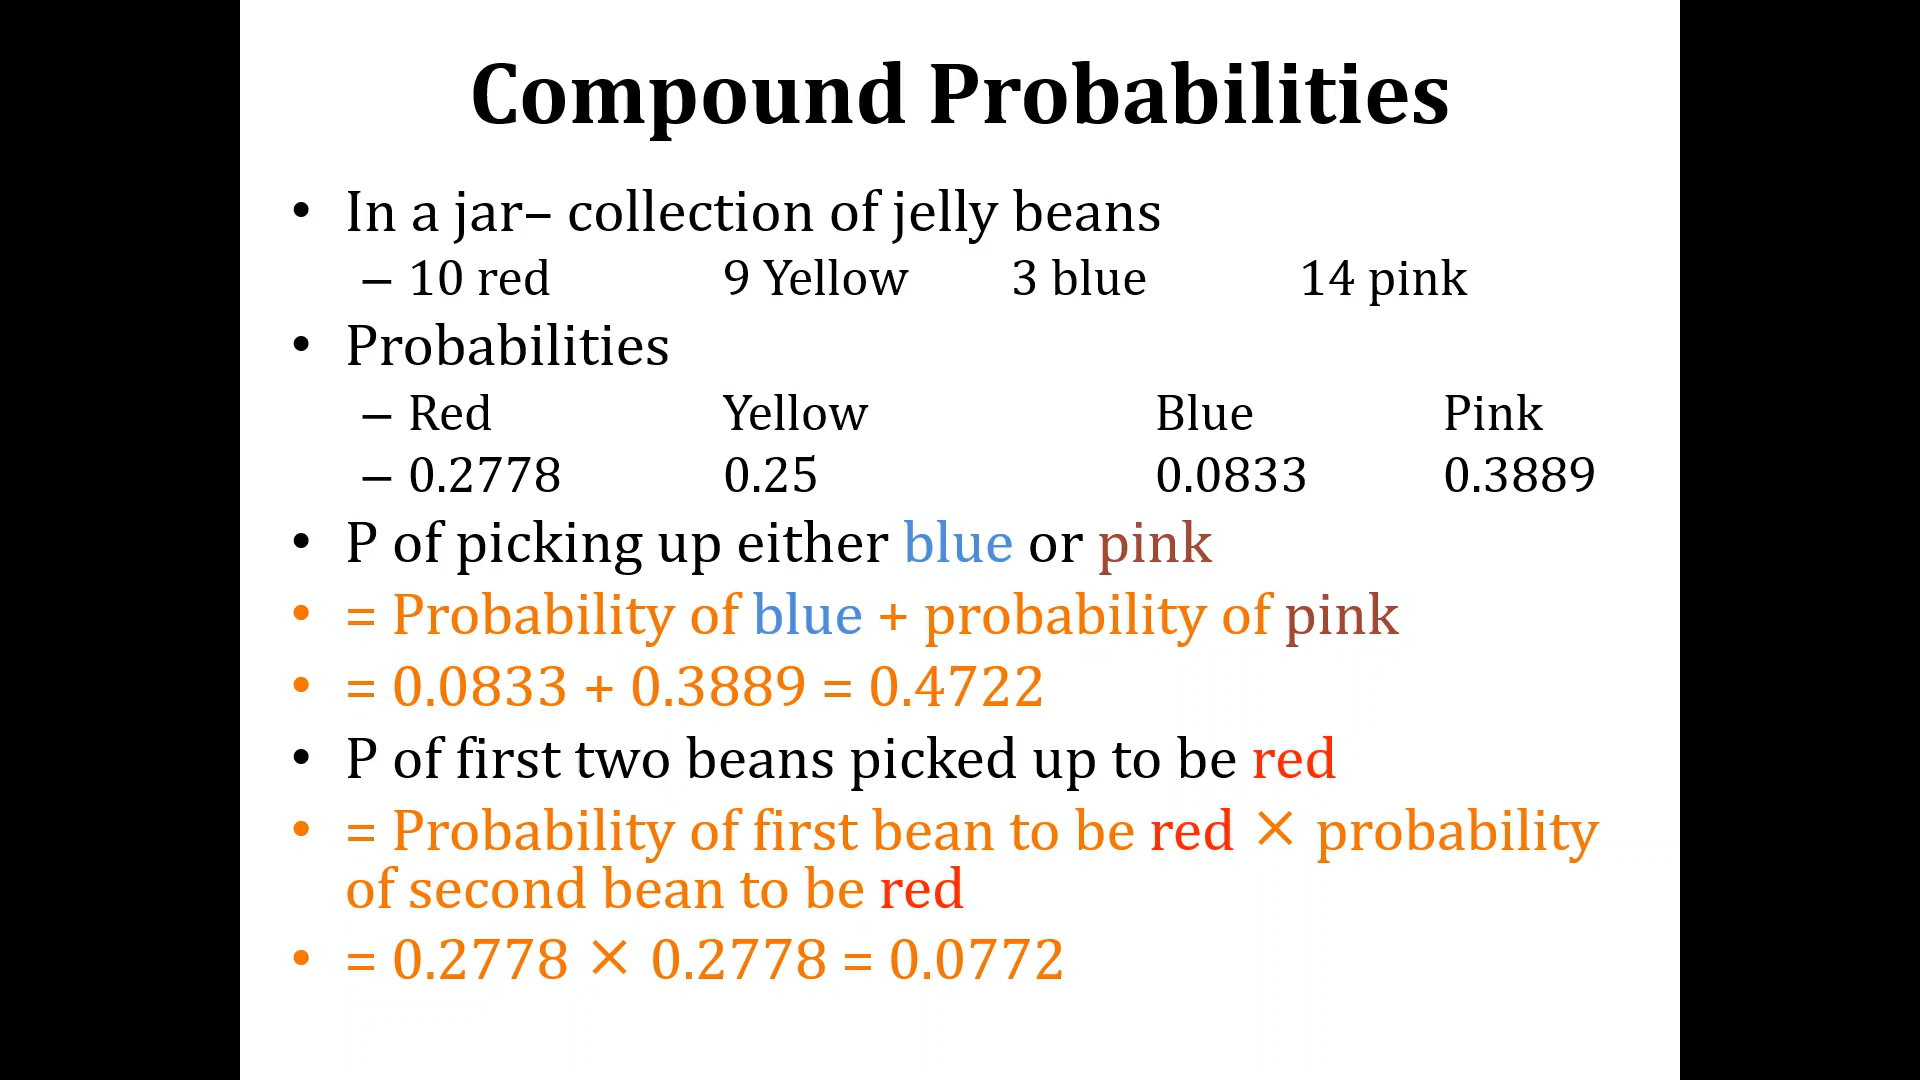 Compound Probabilities
• In a jar– collection of jelly beans
– 10 red 9 Yellow 3 blue 14 pink
• Probabilities
– Red Yellow Blue Pink
– 0.2778 0.25 0.0833 0.3889
• P of picking up either blue or pink
• = Probability of blue + probability of pink
• = 0.0833 + 0.3889 = 0.4722
• P of first two beans picked up to be red
• = Probability of first bean to be red × probability
of second bean to be red
• = 0.2778 × 0.2778 = 0.0772